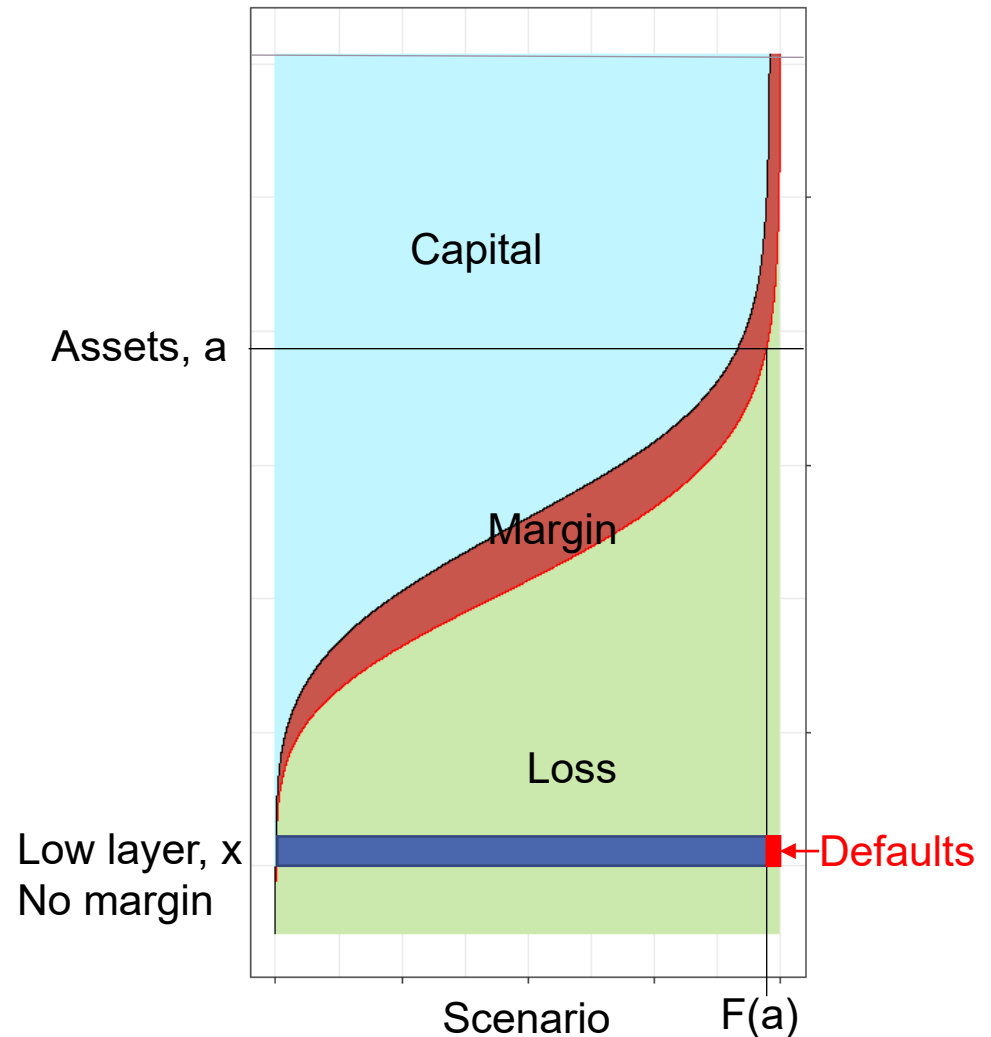 Capital
Assets, a
Margin
Loss
Low layer, x
No margin
Defaults
Scenario
F(a)